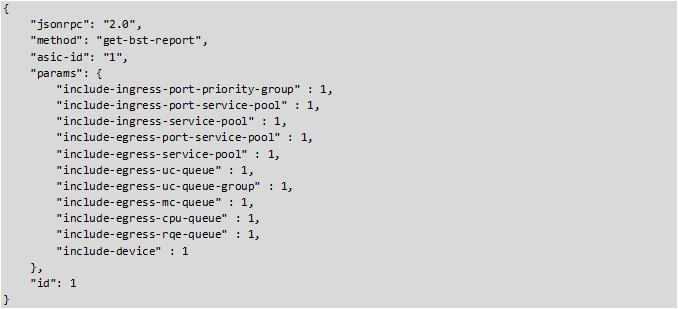 {
    "jsonrpc": "2.0",
    "method": "get-bst-report",
    "asic-id": "1",
    "params": {
        "include-ingress-port-priority-group" : 1,
        "include-ingress-port-service-pool" : 1,
        "include-ingress-service-pool" : 1,
        "include-egress-port-service-pool" : 1,
        "include-egress-service-pool" : 1,
        "include-egress-uc-queue" : 1,
        "include-egress-uc-queue-group" : 1,
        "include-egress-mc-queue" : 1,
        "include-egress-cpu-queue" : 1,
        "include-egress-rqe-queue" : 1,
        "include-device" : 1
    },
    "id": 1
}